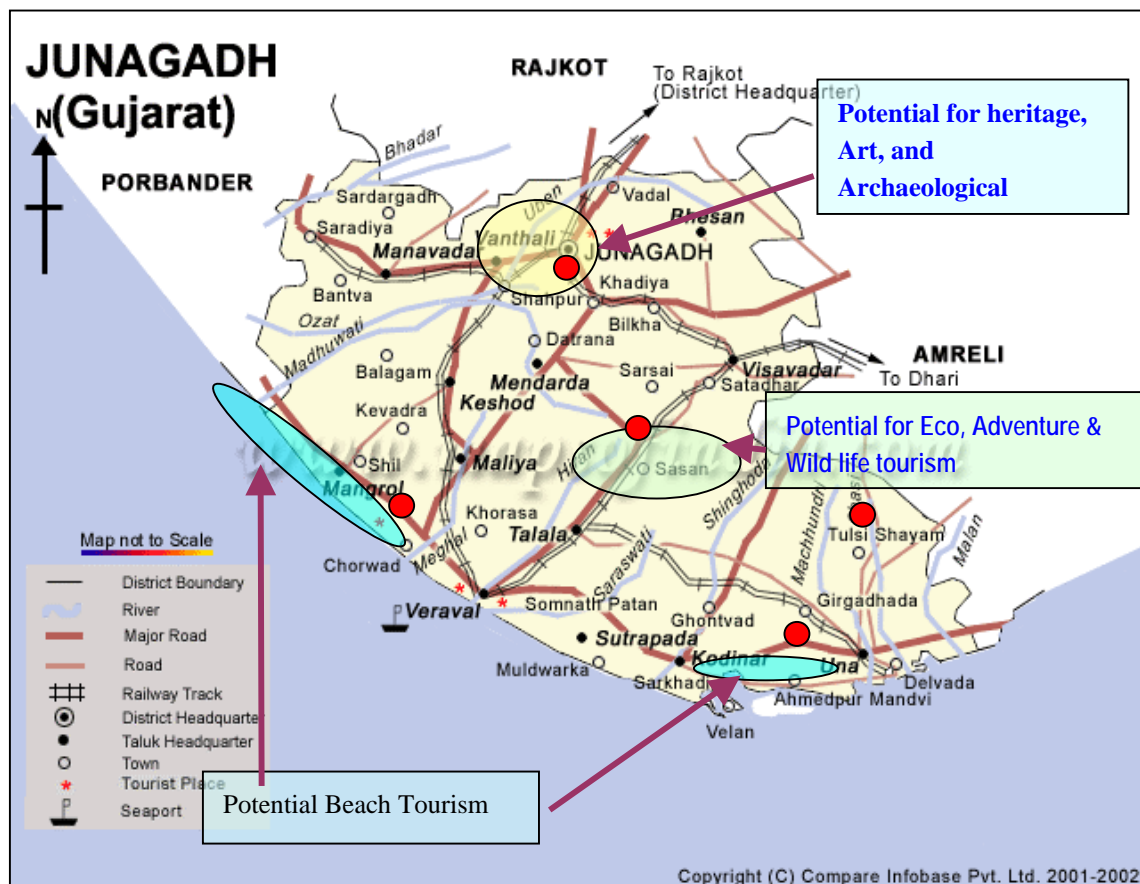 JUNAGADH
(Gujarat)
N
RAJKOT
To Rajkot
(District Headquarter)
Potential for heritage,
Art, and
Archaeological
PORBANDER
Bhadar
Sardargadh
Uben
Vadal
Saradiya
Bhesan
Manavadar
Vanthali
JUNAGADH
Bantva
Shahpur
Khadiya
Ozat
Bilkha
Madhuwati
Datrana
AMRELI
Balagam
Mendarda
Sarsai
Visavadar
Satadhar
To Dhari
Keshod
Kevadra
Potential for Eco, Adventure &
Wild life tourism
Shil
Maliya
Hiran
Sasan
Mangrol
Shinghoda
Khorasa
Talala
Machhundri
Tulsi Shyam
Malan
Map not to Scale
Chorwad
Meghal
Saraswati
District Boundary
River
Major Road
Road
Railway Track
District Headquarter
Taluk Headquarter
Town
Tourist Place
Seaport
Veraval
Somnath Patan
Ghontvad
Girgadhada
Sutrapada
Muldwarka
Kodinar
Una
Sarkhadi
Delvada
Ahmedpur Mandvi
Velan
Potential Beach Tourism
Copyright (C) Compare Infobase Pvt. Ltd. 2001-2002